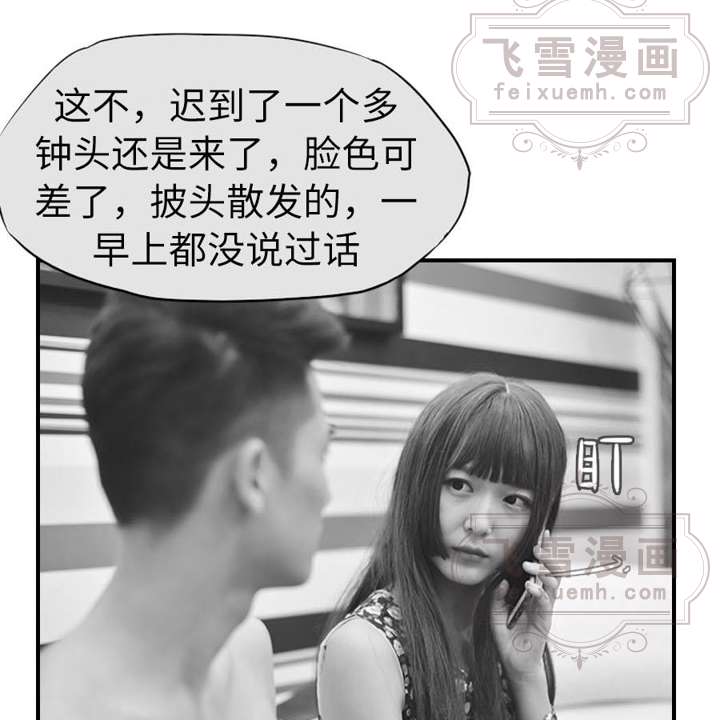 飞雪漫画
feixuemh.com
这不，迟到了一个多
钟头还是来了，脸色可
差了，披头散发的，一
早上都没说过话
盯
飞雪漫画
feixuemh.com